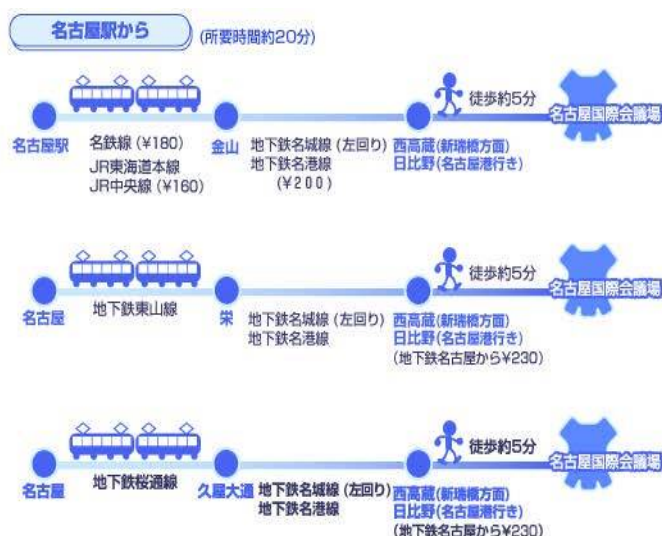 名古屋駅から
(所要時間約20分)
徒歩約5分
名古屋国際会議場
名古屋駅
名鉄線 (¥180)
JR東海道本線
JR中央線 (¥160)
金山
地下鉄名城線 (左回り)
地下鉄名港線
(¥200)
西高蔵(新瑞橋方面)
日比野(名古屋港行き)
徒歩約5分
名古屋国際会議場
名古屋
地下鉄東山線
栄
地下鉄名城線 (左回り)
地下鉄名港線
西高蔵(新瑞橋方面)
日比野(名古屋港行き)
(地下鉄名古屋から¥230)
徒歩約5分
名古屋国際会議場
名古屋
地下鉄桜通線
久屋大通
地下鉄名城線 (左回り)
地下鉄名港線
西高蔵(新瑞橋方面)
日比野(名古屋港行き)
(地下鉄名古屋から¥230)